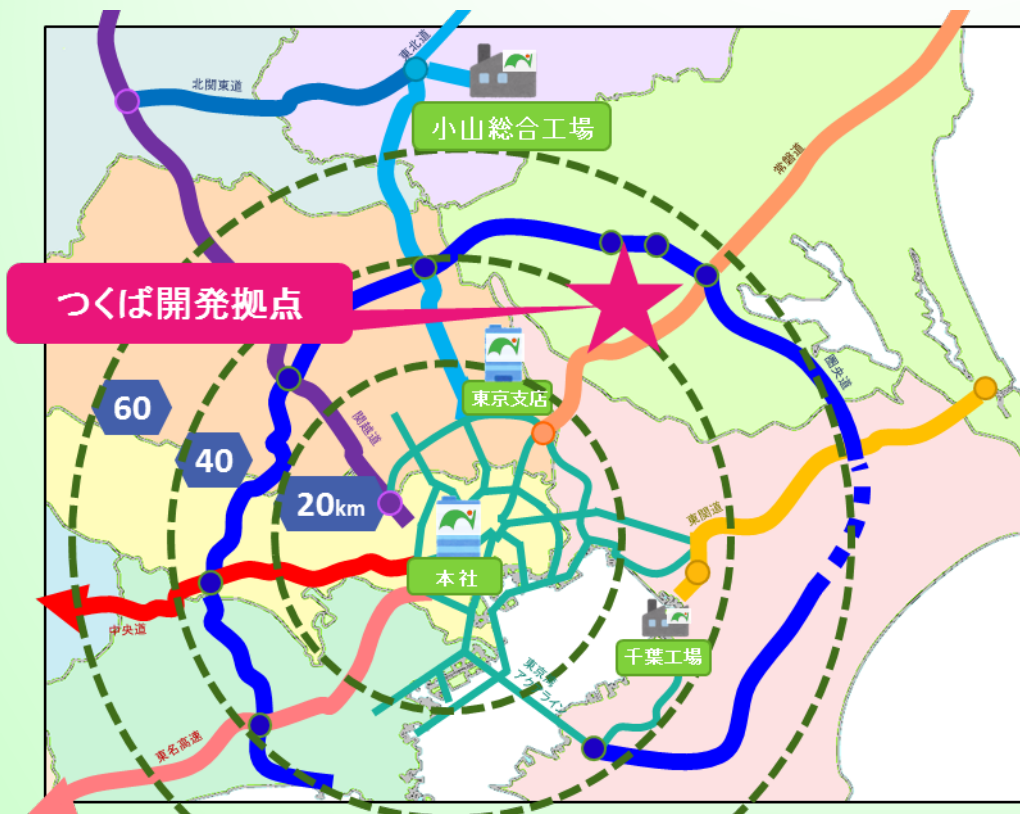 東北道
北関東道
小山総合工場
常磐道
つくば開発拠点
圏央道
60
東京支店
関越道
40
20km
東関道
本社
中央道
千葉工場
東京湾
アクアライン
東名高速